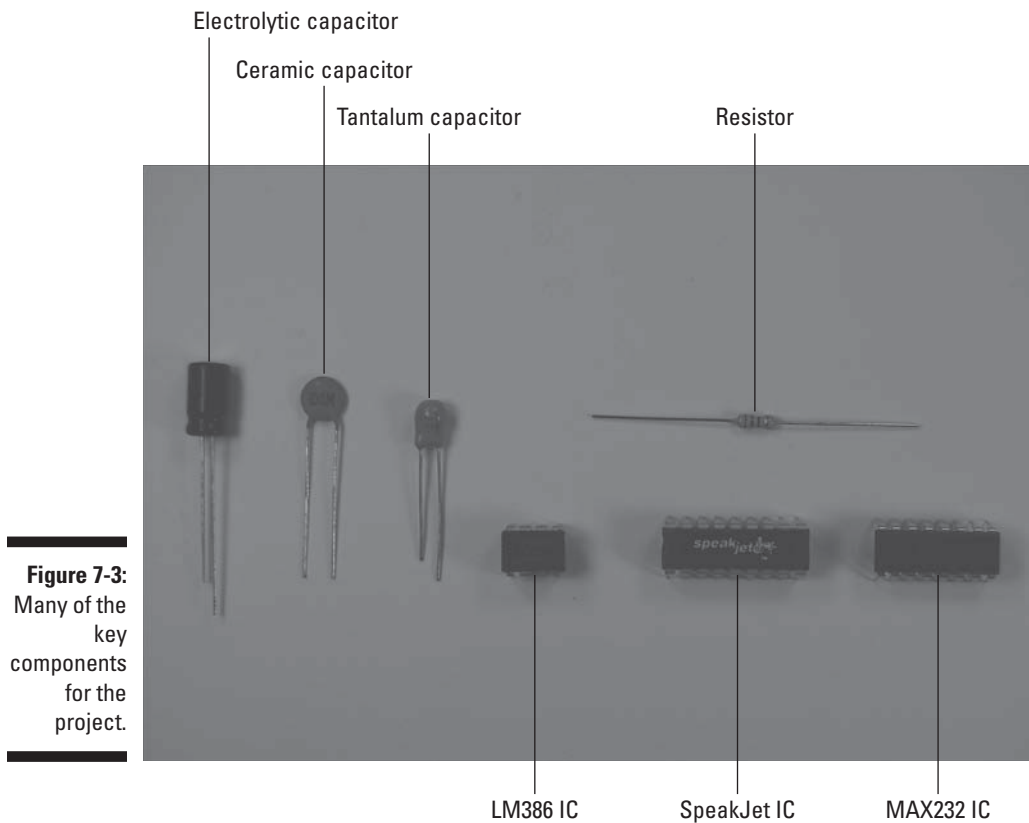 Electrolytic capacitor
Ceramic capacitor
Tantalum capacitor
Resistor
speakjet
Figure 7-3:
Many of the
key
components
for the
project.
LM386 IC
SpeakJet IC
MAX232 IC